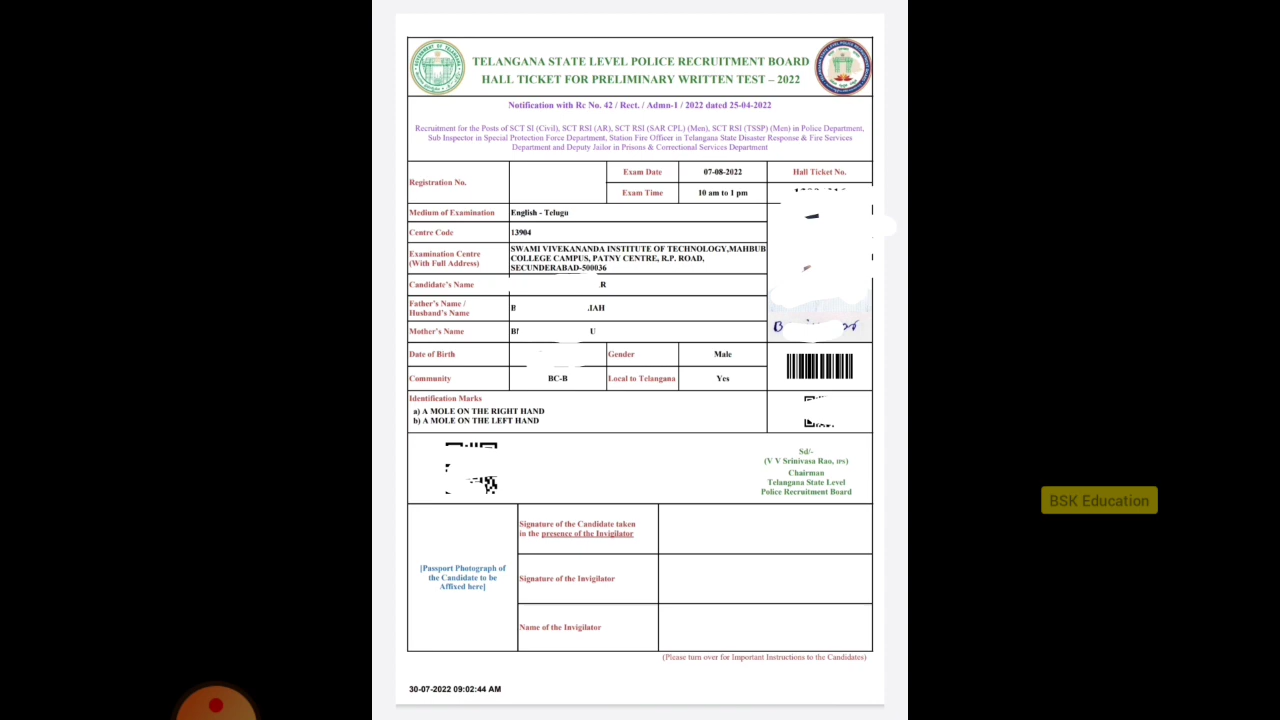 TELANGANA STATE LEVEL POLICE RECRUITMENT BOARD
HALL TICKET FOR PRELIMINARY WRITTEN TEST – 2022
Notification with Rc No. 42 / Rect. / Admn-1 / 2022 dated 25-04-2022
Recruitment for the Posts of SCT SI (Civil), SCT RSI (AR), SCT RSI (SAR CPL) (Men), SCT RSI (TSSP) (Men) in Police Department,
Sub Inspector in Special Protection Force Department, Station Fire Officer in Telangana State Disaster Response & Fire Services
Department and Deputy Jailor in Prisons & Correctional Services Department
Registration No.
Exam Date 07-08-2022 Hall Ticket No.
Exam Time 10 am to 1 pm
Medium of Examination English - Telugu
Centre Code 13904
Examination Centre
(With Full Address)
SWAMI VIVEKANANDA INSTITUTE OF TECHNOLOGY,MAHBUB
COLLEGE CAMPUS, PATNY CENTRE, R.P. ROAD,
SECUNDERABAD-500036
Candidate's Name .R
Father's Name /
Husband's Name
Mother's Name
Date of Birth Gender Male
Community BC-B Local to Telangana Yes
Identification Marks
a) A MOLE ON THE RIGHT HAND
b) A MOLE ON THE LEFT HAND
Sd/-
(V V Srinivasa Rao, IPS)
Chairman
Telangana State Level
Police Recruitment Board
BSK Education
Signature of the Candidate taken
in the presence of the Invigilator
[Passport Photograph of
the Candidate to be
Affixed here]
Signature of the Invigilator
Name of the Invigilator
(Please turn over for Important Instructions to the Candidates)
30-07-2022 09:02:44 AM